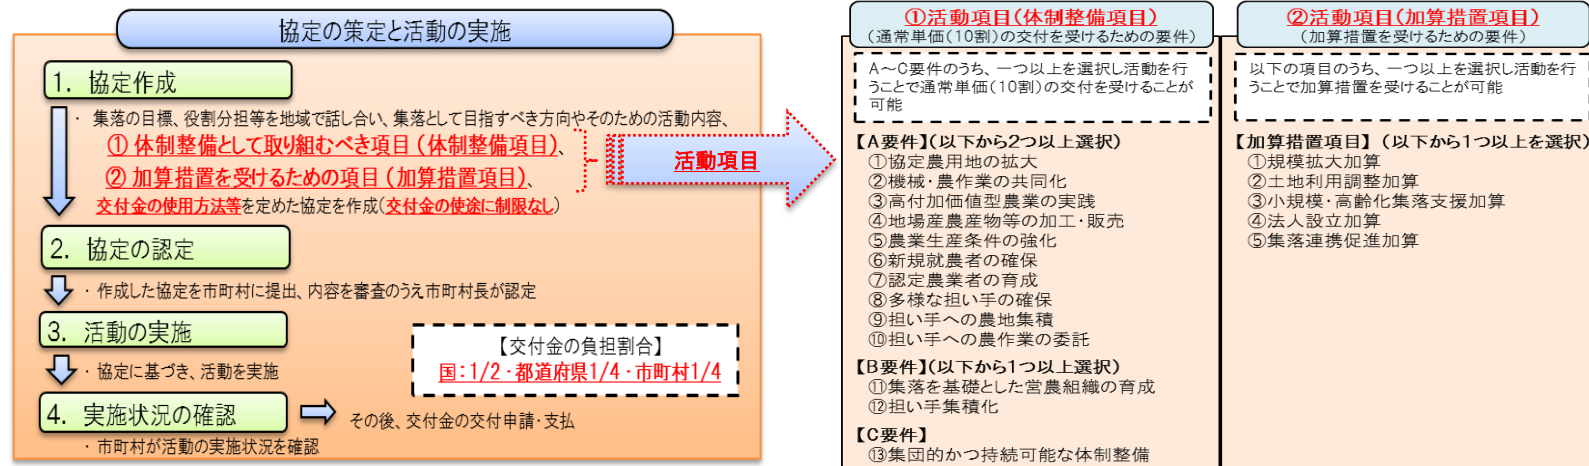 協定の策定と活動の実施
1. 協定作成
・ 集落の目標、役割分担等を地域で話し合い、集落として目指すべき方向やそのための活動内容、
① 体制整備として取り組むべき項目(体制整備項目)、
② 加算措置を受けるための項目(加算措置項目)、
交付金の使用方法等を定めた協定を作成(交付金の使途に制限なし)
活動項目
2. 協定の認定
・ 作成した協定を市町村に提出、内容を審査のうえ市町村長が認定
3. 活動の実施
・ 協定に基づき、活動を実施
【交付金の負担割合】
国:1/2・都道府県1/4・市町村1/4
4. 実施状況の確認
その後、交付金の交付申請・支払
・ 市町村が活動の実施状況を確認
①活動項目(体制整備項目)
(通常単価(10割)の交付を受けるための要件)
A~C要件のうち、一つ以上を選択し活動を行
うことで通常単価(10割)の交付を受けることが
可能
【A要件】(以下から2つ以上選択)
①協定農用地の拡大
②機械・農作業の共同化
③高付加価値型農業の実践
④地場産農産物等の加工・販売
⑤農業生産条件の強化
⑥新規就農者の確保
⑦認定農業者の育成
⑧多様な担い手の確保
⑨担い手への農地集積
⑩担い手への農作業の委託
【B要件】(以下から1つ以上選択)
⑪集落を基礎とした営農組織の育成
⑫担い手集積化
【C要件】
⑬集団的かつ持続可能な体制整備
②活動項目(加算措置項目)
(加算措置を受けるための要件)
以下の項目のうち、一つ以上を選択し活動を行
うことで加算措置を受けることが可能
【加算措置項目】 (以下から1つ以上を選択)
①規模拡大加算
②土地利用調整加算
③小規模・高齢化集落支援加算
④法人設立加算
⑤集落連携促進加算